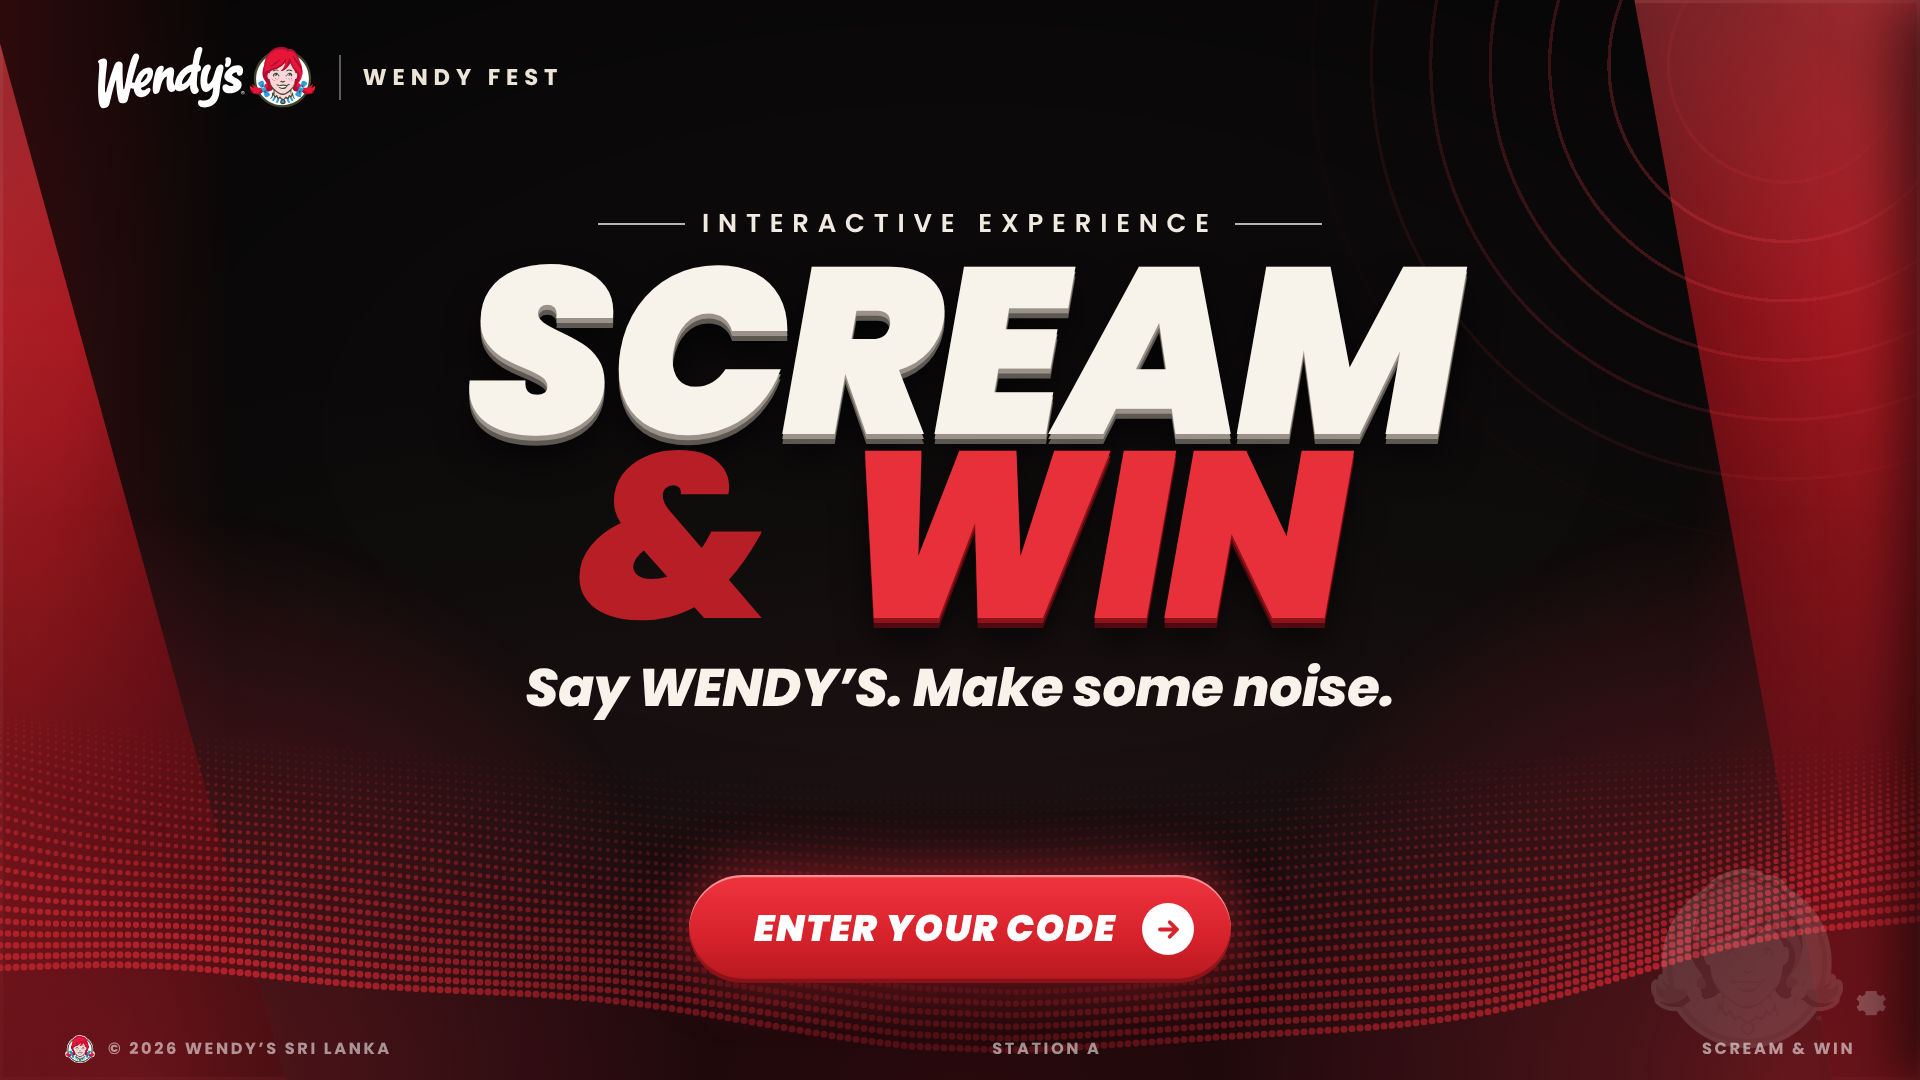 Wendy's
WENDY FEST
INTERACTIVE EXPERIENCE
SCREAM
& WIN
Say WENDY’S. Make some noise.
ENTER YOUR CODE
© 2026 WENDY’S SRI LANKA
STATION A
SCREAM & WIN